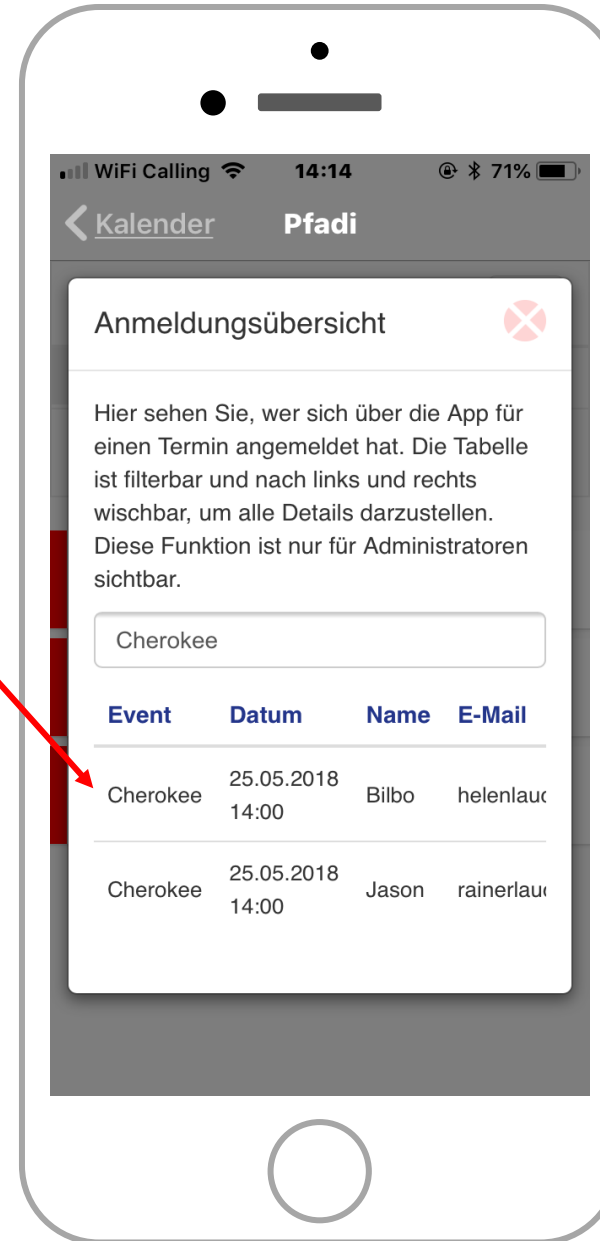 WiFi Calling 14:14 71%
Kalender Pfadi
Anmeldungsübersicht
Hier sehen Sie, wer sich über die App für
einen Termin angemeldet hat. Die Tabelle
ist filterbar und nach links und rechts
wischbar, um alle Details darzustellen.
Diese Funktion ist nur für Administratoren
sichtbar.
Cherokee
Event Datum Name E-Mail
Cherokee 25.05.2018 14:00 Bilbo
Cherokee 25.05.2018 14:00 Jason